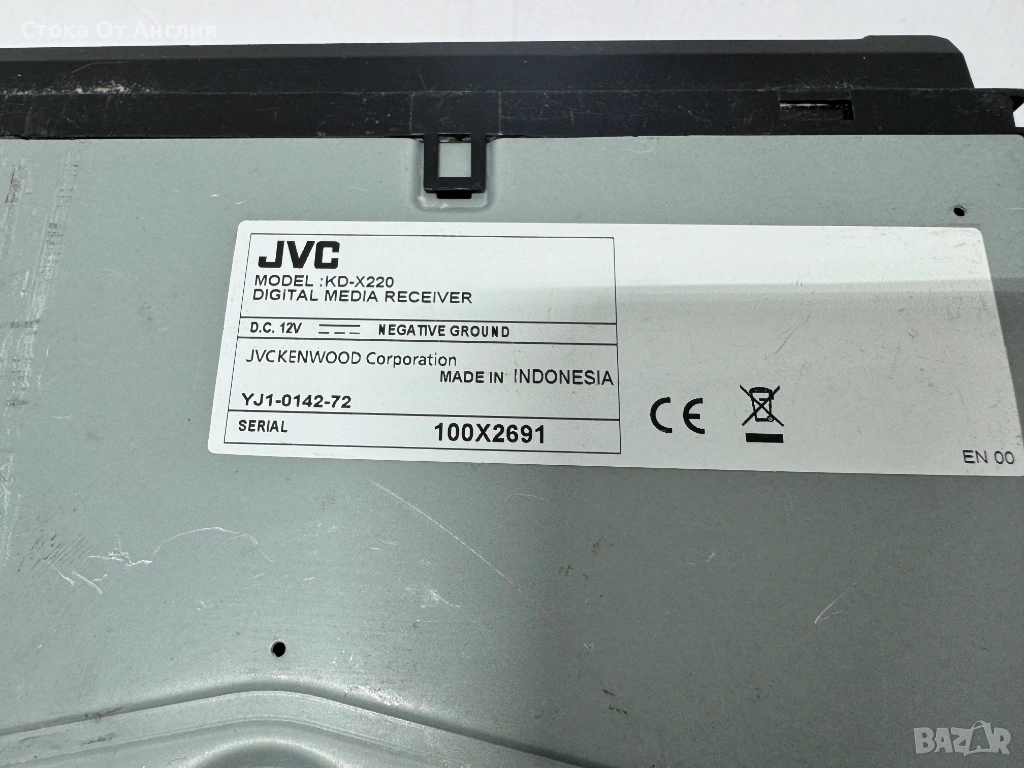 Стока От Англия
JVC
MODEL :KD-X220
DIGITAL MEDIA RECEIVER
D.C. 12V NEGATIVE GROUND
JVCKENWOOD Corporation
MADE IN INDONESIA
YJ1-0142-72
SERIAL 100X2691
CE
EN 00
BAZAR